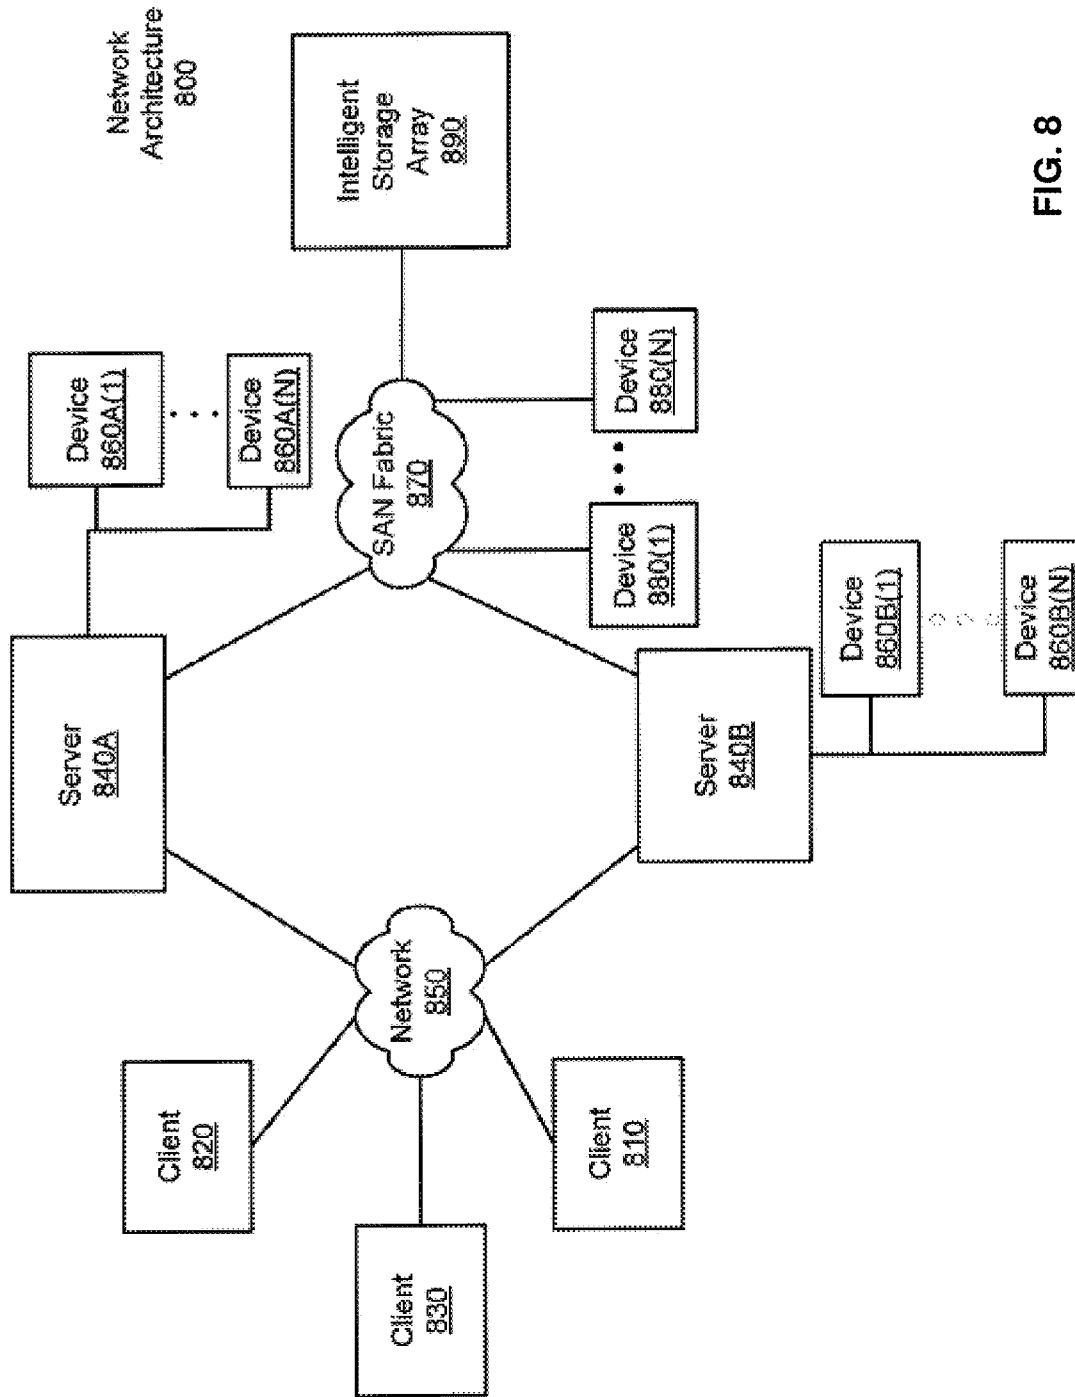 Network
Architecture
800
Client
820
Client
830
Client
810
Network
850
Server
840A
Server
840B
Device
860A(1)
Device
860A(N)
SAN Fabric
870
Intelligent
Storage
Array
890
Device
880(1)
Device
880(N)
Device
860B(1)
Device
860B(N)
FIG. 8